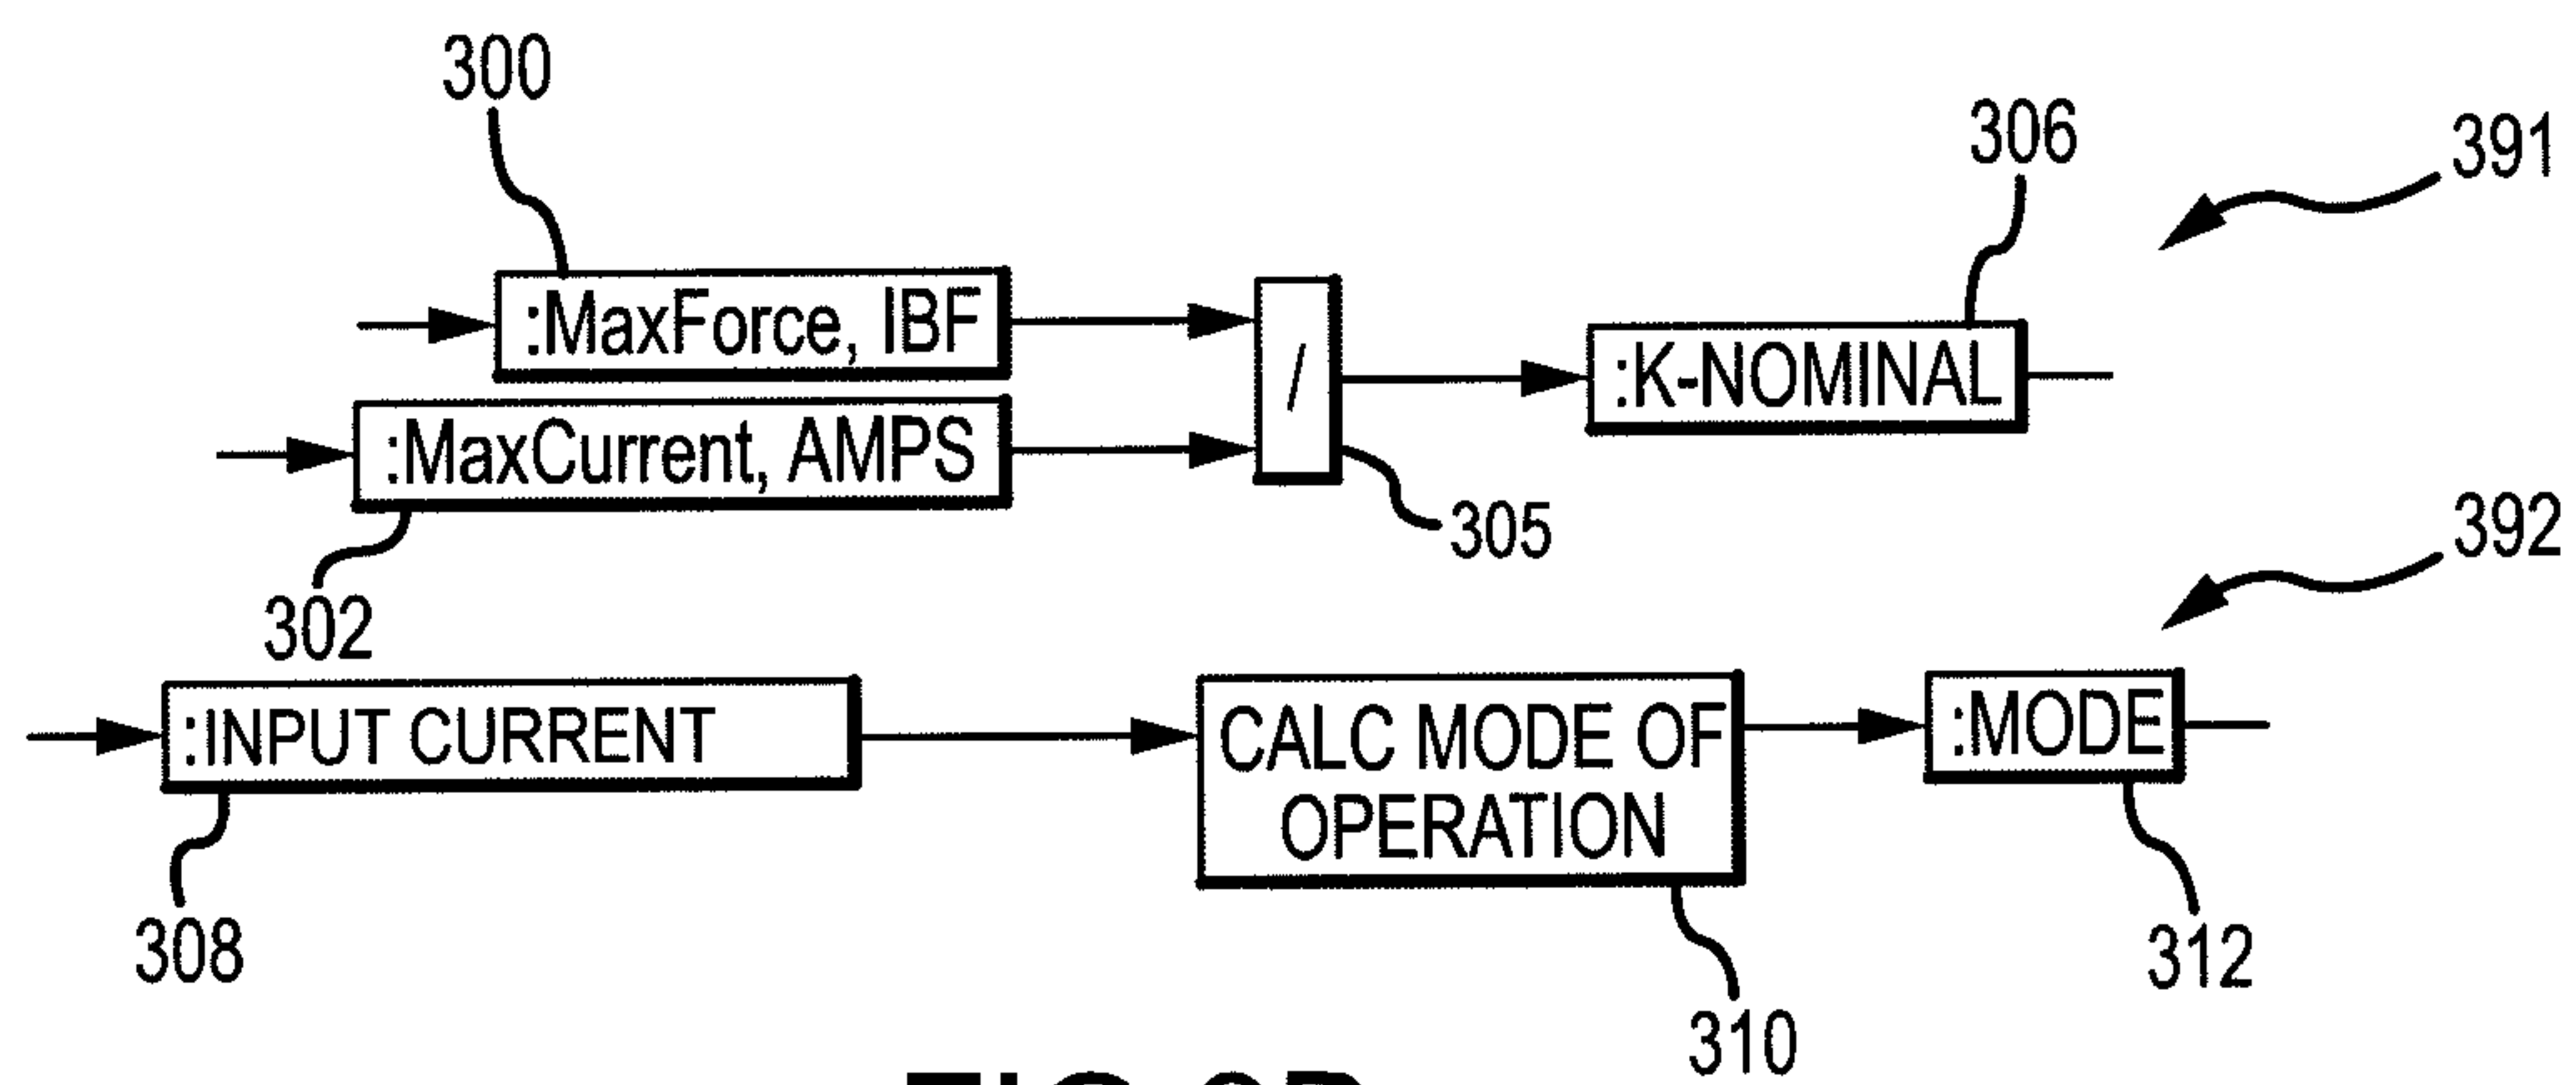 300
306
391
:MaxForce, IBF
/
:K-NOMINAL
:MaxCurrent, AMPS
305
302
392
:INPUT CURRENT
CALC MODE OF
OPERATION
:MODE
308
312
310